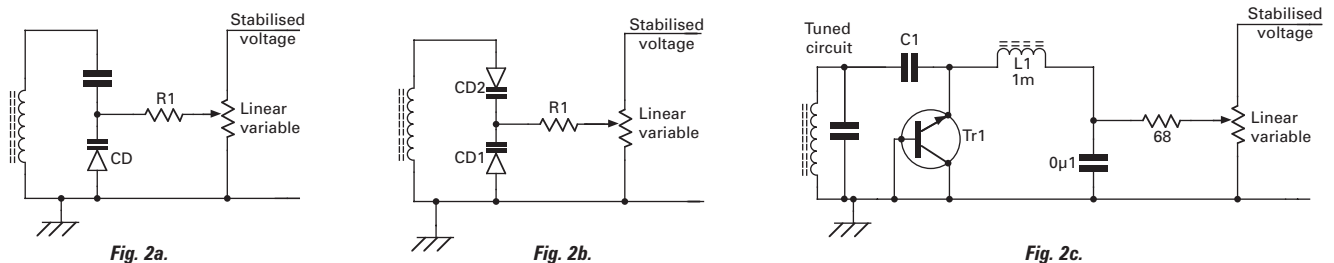 Stabilised
voltage
R1
Linear
variable
CD
Fig. 2a.
Stabilised
voltage
CD2
R1
Linear
variable
CD1
Fig. 2b.
Stabilised
voltage
Tuned
circuit
C1
L1
1m
Linear
variable
Tr1
68
0µ1
Fig. 2c.